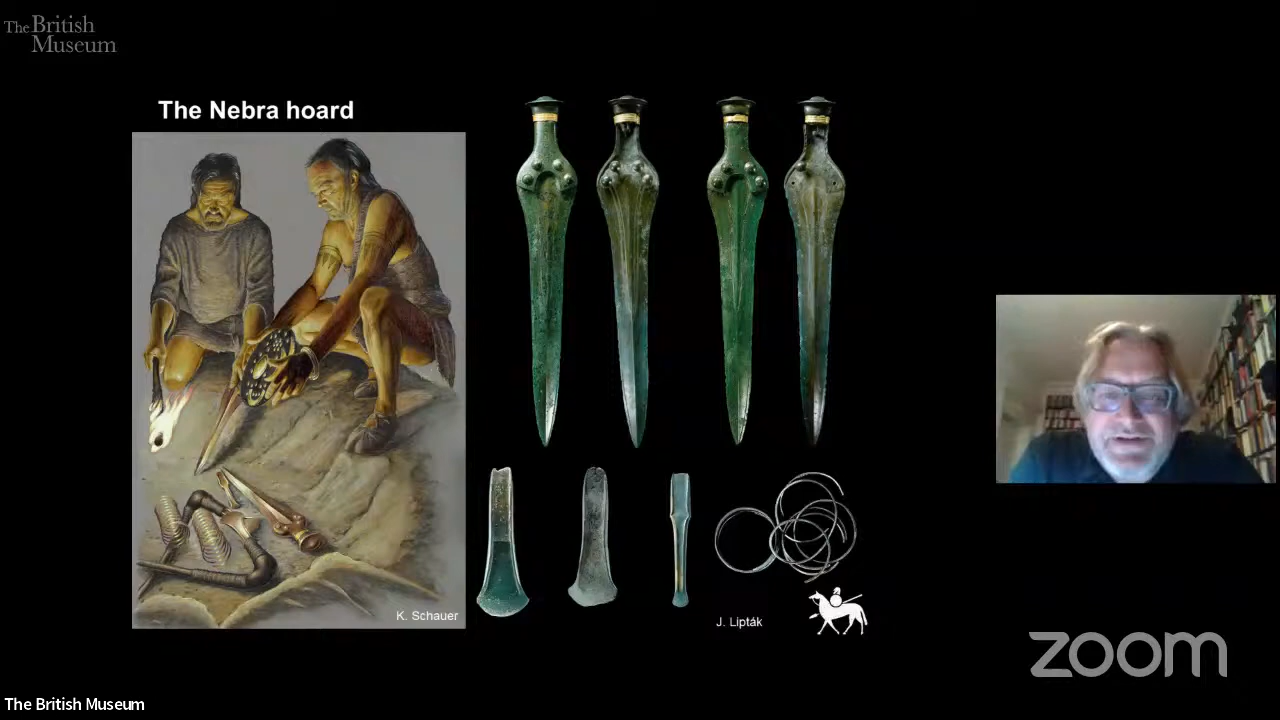 The British
Museum
The Nebra hoard
K. Schauer
J. Lipták
zoom
The British Museum